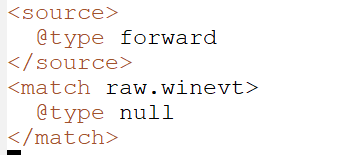 <source>
  @type forward
</source>
<match raw.winevt>
  @type null
</match>